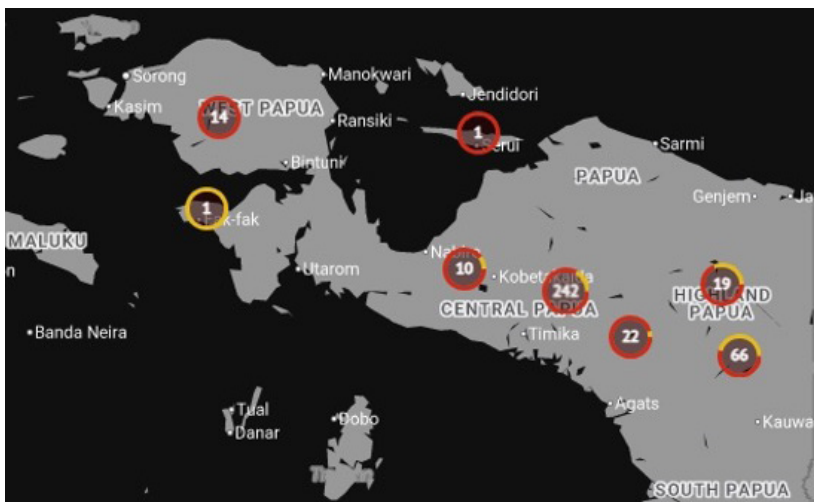 Sorong
Manokwari
Kasim
WEST PAPUA
14
Ransiki
Jendidori
1
Serui
Sarmi
Bintuni
PAPUA
1
Fak-fak
Genjem
Ja
MALUKU
n
Utarom
Nabire
10
Kobetakaida
242
19
HIGHLAND
PAPUA
CENTRAL PAPUA
Banda Neira
Timika
22
66
Tual
Danar
Dobo
Agats
Kauwa
SOUTH PAPUA